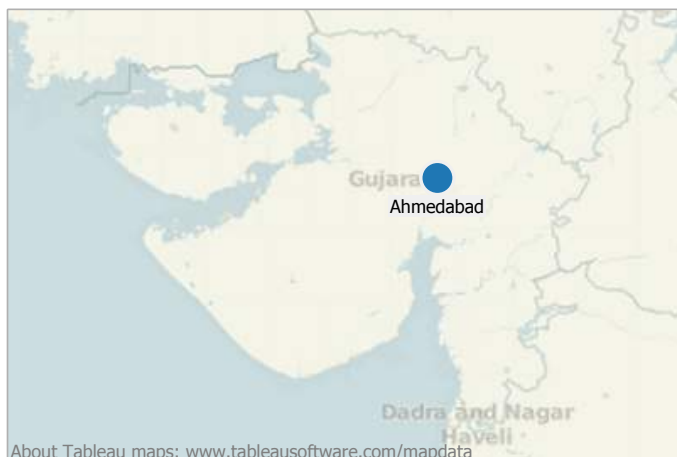 Gujara
Ahmedabad
Dadra and Nagar
Haveli
About Tableau maps: www.tableausoftware.com/mapdata